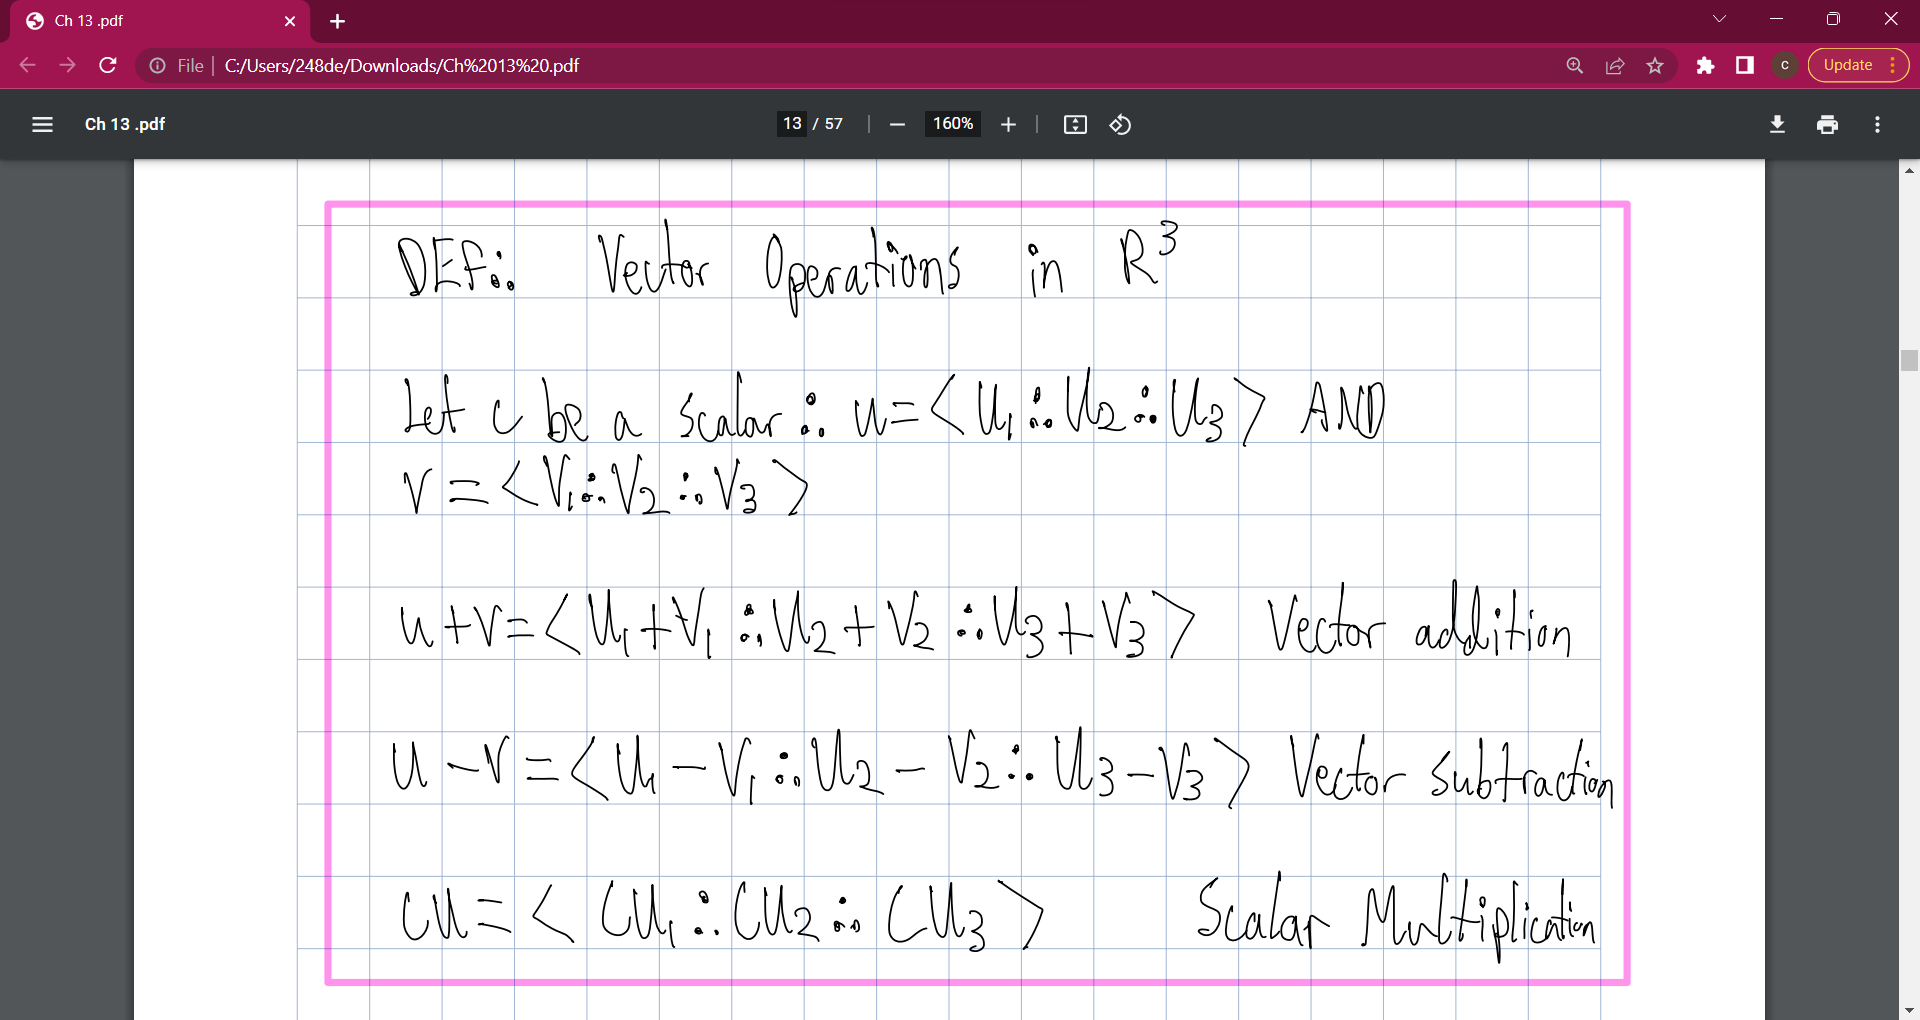 Ch 13 .pdf
File | C:/Users/248de/Downloads/Ch%2013%20.pdf
C
Update
Ch 13 .pdf
13 / 57 | − 160% + |
DEF∴ Vector Operations in R³
Let c be a scalar ∴ u=<u₁∴u₂∴u₃> AND
v=<v₁∴v₂∴v₃>
u+v=<u₁+v₁∴u₂+v₂∴u₃+v₃> Vector addition
u−v=<u₁−v₁∴u₂−v₂∴u₃−v₃> Vector subtraction
cu=<cu₁∴cu₂∴cu₃> Scalar Multiplication